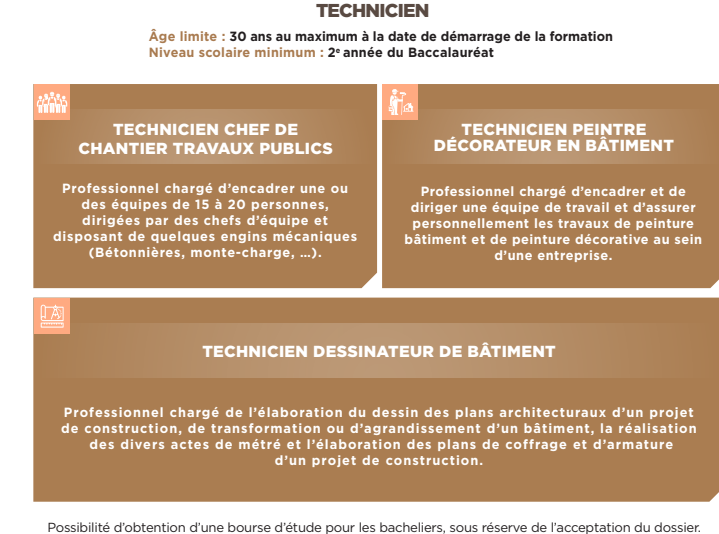 TECHNICIEN
Âge limite : 30 ans au maximum à la date de démarrage de la formation
Niveau scolaire minimum : 2e année du Baccalauréat
TECHNICIEN CHEF DE
CHANTIER TRAVAUX PUBLICS
Professionnel chargé d’encadrer une ou
des équipes de 15 à 20 personnes,
dirigées par des chefs d’équipe et
disposant de quelques engins mécaniques
(Bétonnières, monte-charge, ...).
TECHNICIEN PEINTRE
DÉCORATEUR EN BÂTIMENT
Professionnel chargé d’encadrer et de
diriger une équipe de travail et d’assurer
personnellement les travaux de peinture
bâtiment et de peinture décorative au sein
d’une entreprise.
TECHNICIEN DESSINATEUR DE BÂTIMENT
Professionnel chargé de l’élaboration du dessin des plans architecturaux d’un projet
de construction, de transformation ou d’agrandissement d’un bâtiment, la réalisation
des divers actes de métré et l’élaboration des plans de coffrage et d’armature
d’un projet de construction.
Possibilité d’obtention d’une bourse d’étude pour les bacheliers, sous réserve de l’acceptation du dossier.